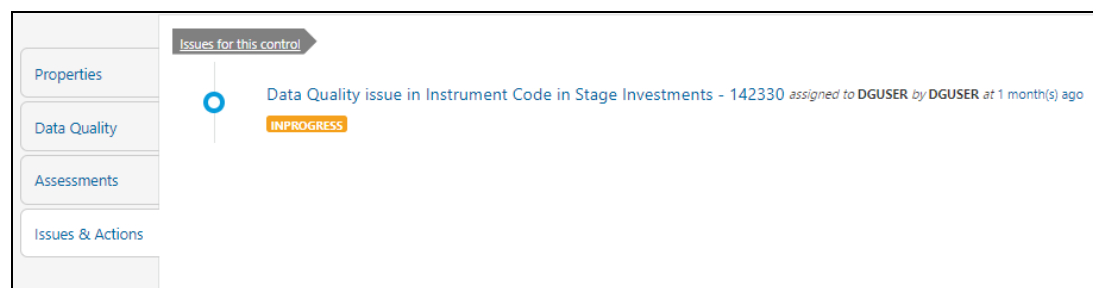 Issues for this control
Properties
Data Quality issue in Instrument Code in Stage Investments - 142330 assigned to DGUSER by DGUSER at 1 month(s) ago
INPROGRESS
Data Quality
Assessments
Issues & Actions